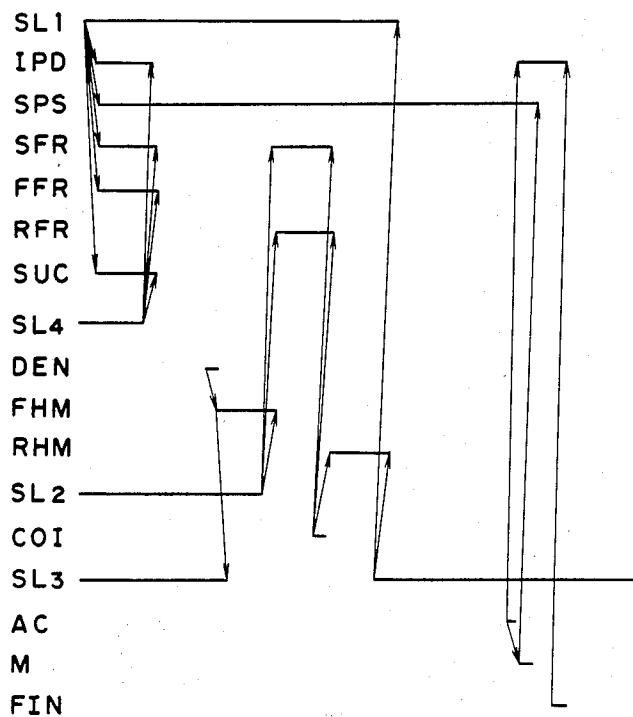 SL1
IPD
SPS
SFR
FFR
RFR
SUC
SL4
DEN
FHM
RHM
SL2
COI
SL3
AC
M
FIN